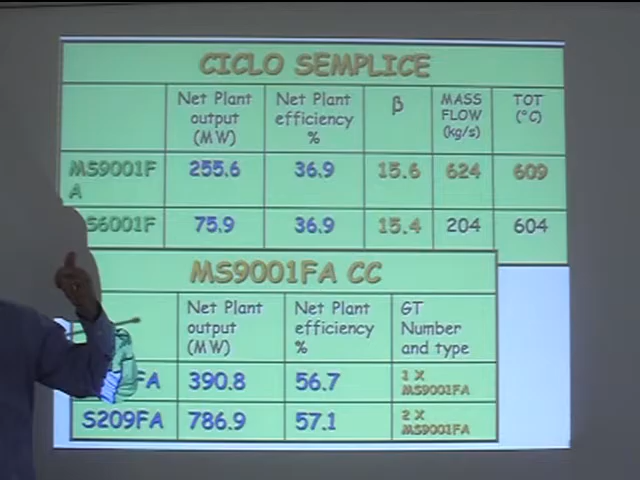 CICLO SEMPLICE
Net Plant output (MW) Net Plant efficiency % β MASS FLOW (kg/s) TOT (°C)
MS9001FA 255.6 36.9 15.6 624 609
S6001F 75.9 36.9 15.4 204 604
MS9001FA CC
Net Plant output (MW) Net Plant efficiency % GT Number and type
FA 390.8 56.7 1 X MS9001FA
S209FA 786.9 57.1 2 X MS9001FA